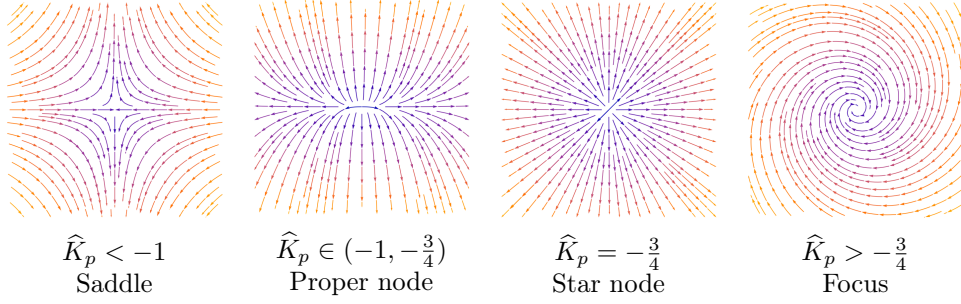 $\widehat{K}_p < -1$
Saddle
$\widehat{K}_p \in (-1, -\frac{3}{4})$
Proper node
$\widehat{K}_p = -\frac{3}{4}$
Star node
$\widehat{K}_p > -\frac{3}{4}$
Focus